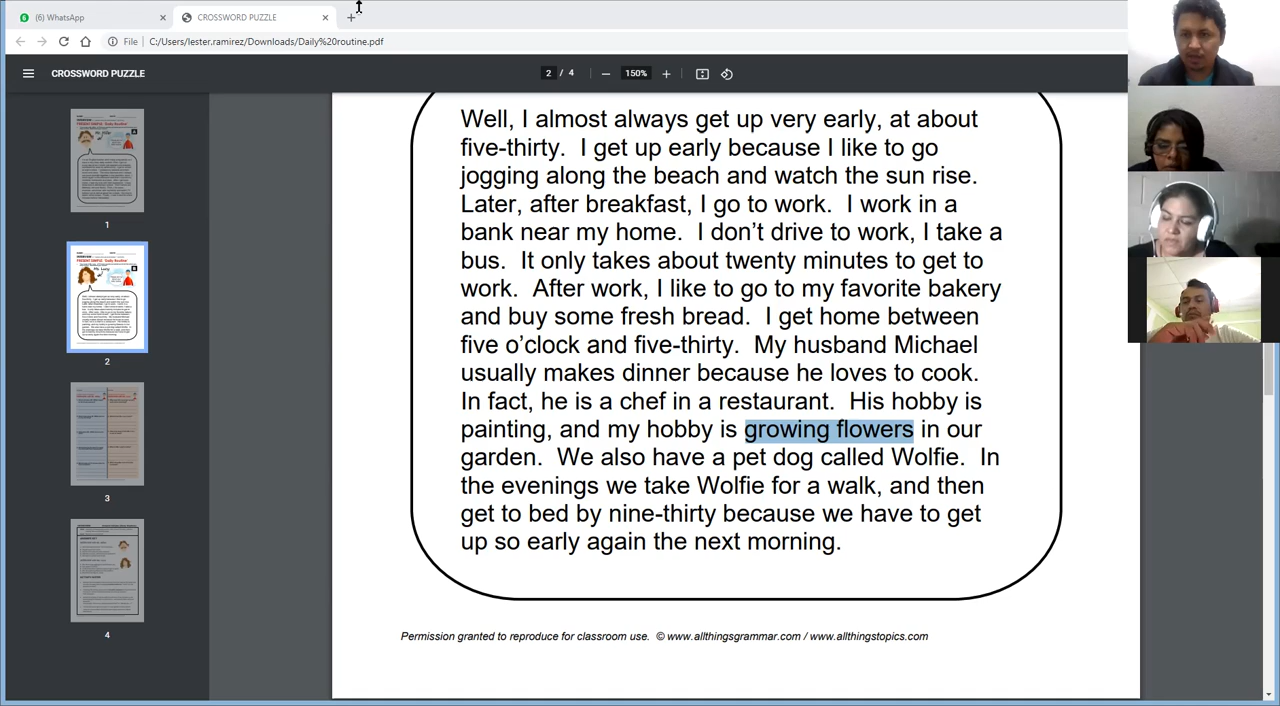 (6) WhatsApp
CROSSWORD PUZZLE
File
C:/Users/lester.ramirez/Downloads/Daily%20routine.pdf
CROSSWORD PUZZLE
2 / 4
150%
1
2
3
4
Well, I almost always get up very early, at about
five-thirty. I get up early because I like to go
jogging along the beach and watch the sun rise.
Later, after breakfast, I go to work. I work in a
bank near my home. I don’t drive to work, I take a
bus. It only takes about twenty minutes to get to
work. After work, I like to go to my favorite bakery
and buy some fresh bread. I get home between
five o’clock and five-thirty. My husband Michael
usually makes dinner because he loves to cook.
In fact, he is a chef in a restaurant. His hobby is
painting, and my hobby is growing flowers in our
garden. We also have a pet dog called Wolfie. In
the evenings we take Wolfie for a walk, and then
get to bed by nine-thirty because we have to get
up so early again the next morning.
Permission granted to reproduce for classroom use. © www.allthingsgrammar.com / www.allthingstopics.com